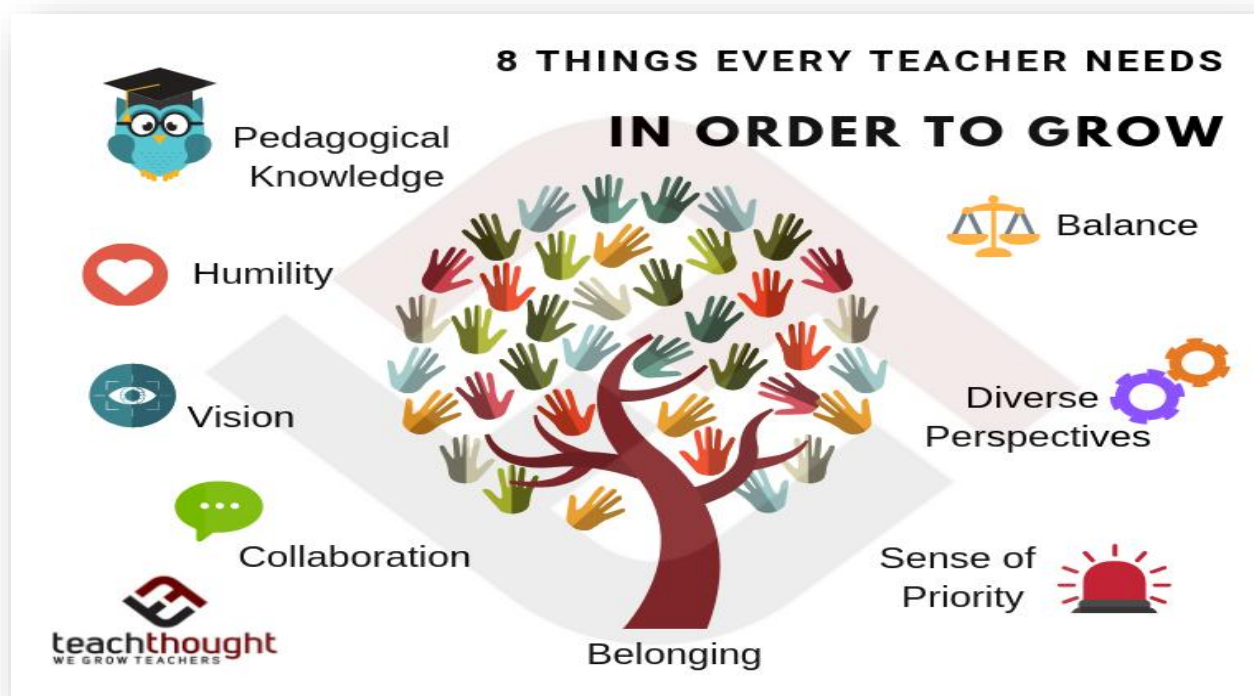 8 THINGS EVERY TEACHER NEEDS
IN ORDER TO GROW
Pedagogical
Knowledge
Humility
Vision
Collaboration
Balance
Diverse
Perspectives
Sense of
Priority
Belonging
teachthought
WE GROW TEACHERS